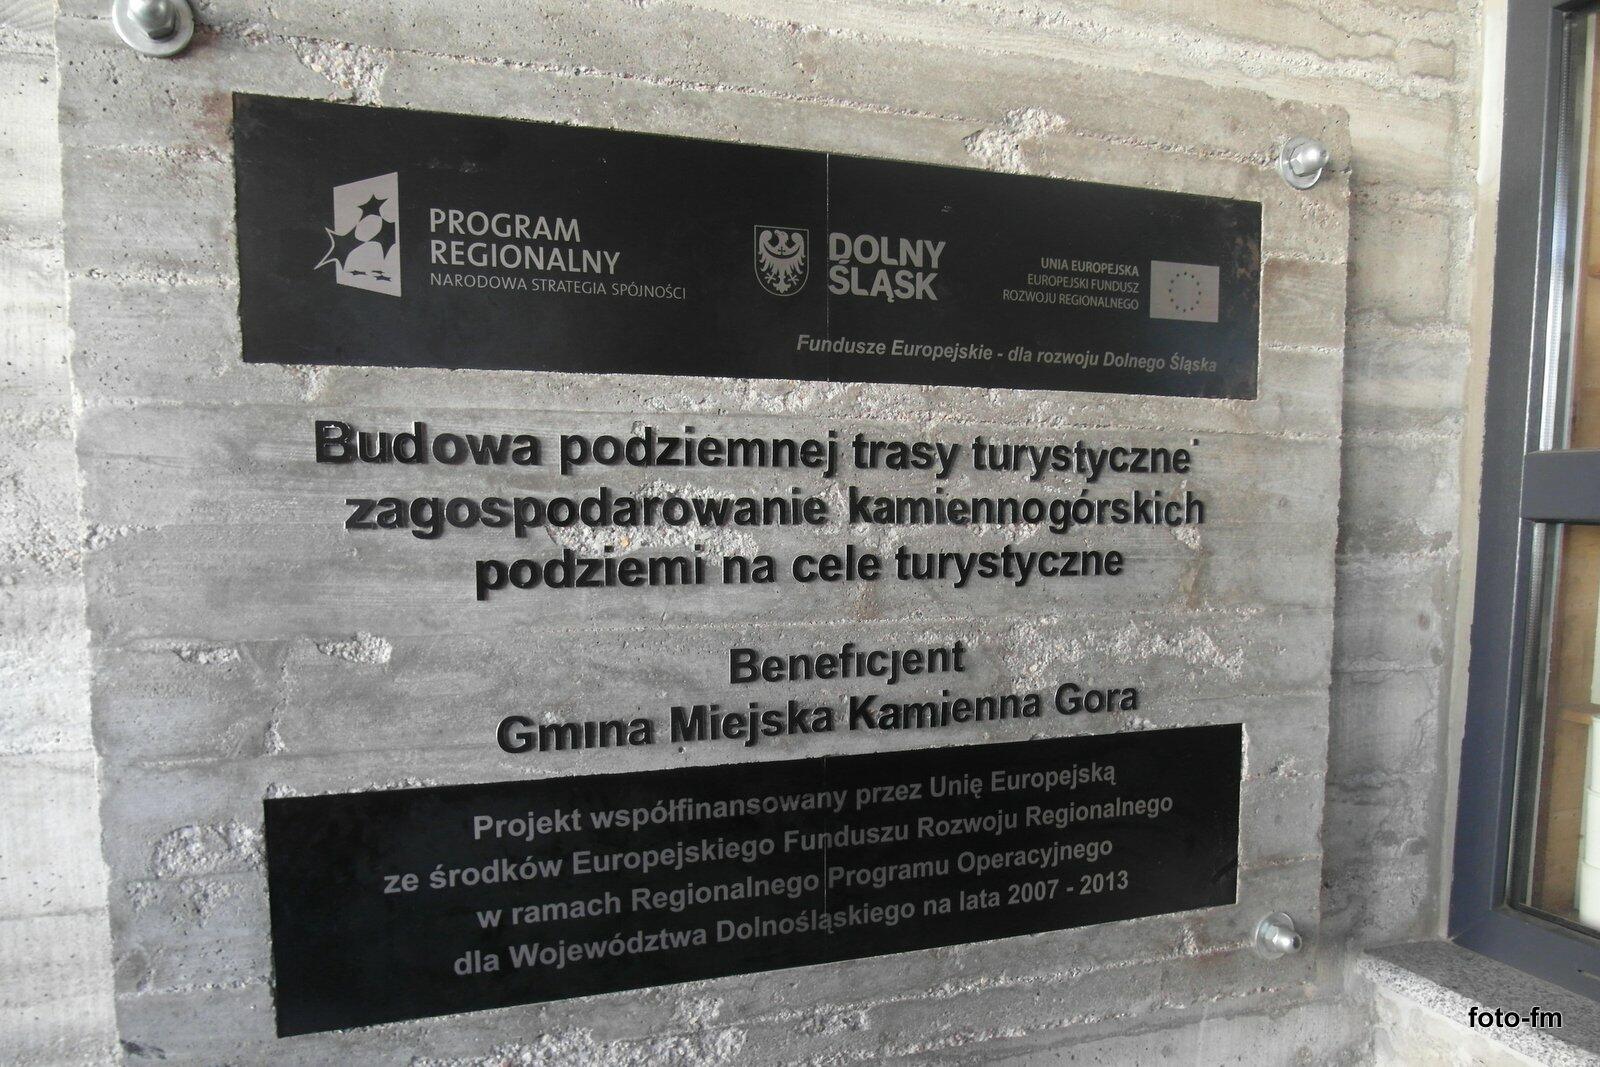 PROGRAM
REGIONALNY
NARODOWA STRATEGIA SPÓJNOŚCI
DOLNY
ŚLĄSK
UNIA EUROPEJSKA
EUROPEJSKI FUNDUSZ
ROZWOJU REGIONALNEGO
Fundusze Europejskie - dla rozwoju Dolnego Śląska
Budowa podziemnej trasy turystyczne
zagospodarowanie kamiennogórskich
podziemi na cele turystyczne
Beneficjent
Gmina Miejska Kamienna Gora
Projekt współfinansowany przez Unię Europejską
ze środków Europejskiego Funduszu Rozwoju Regionalnego
w ramach Regionalnego Programu Operacyjnego
dla Województwa Dolnośląskiego na lata 2007 - 2013
foto-fm